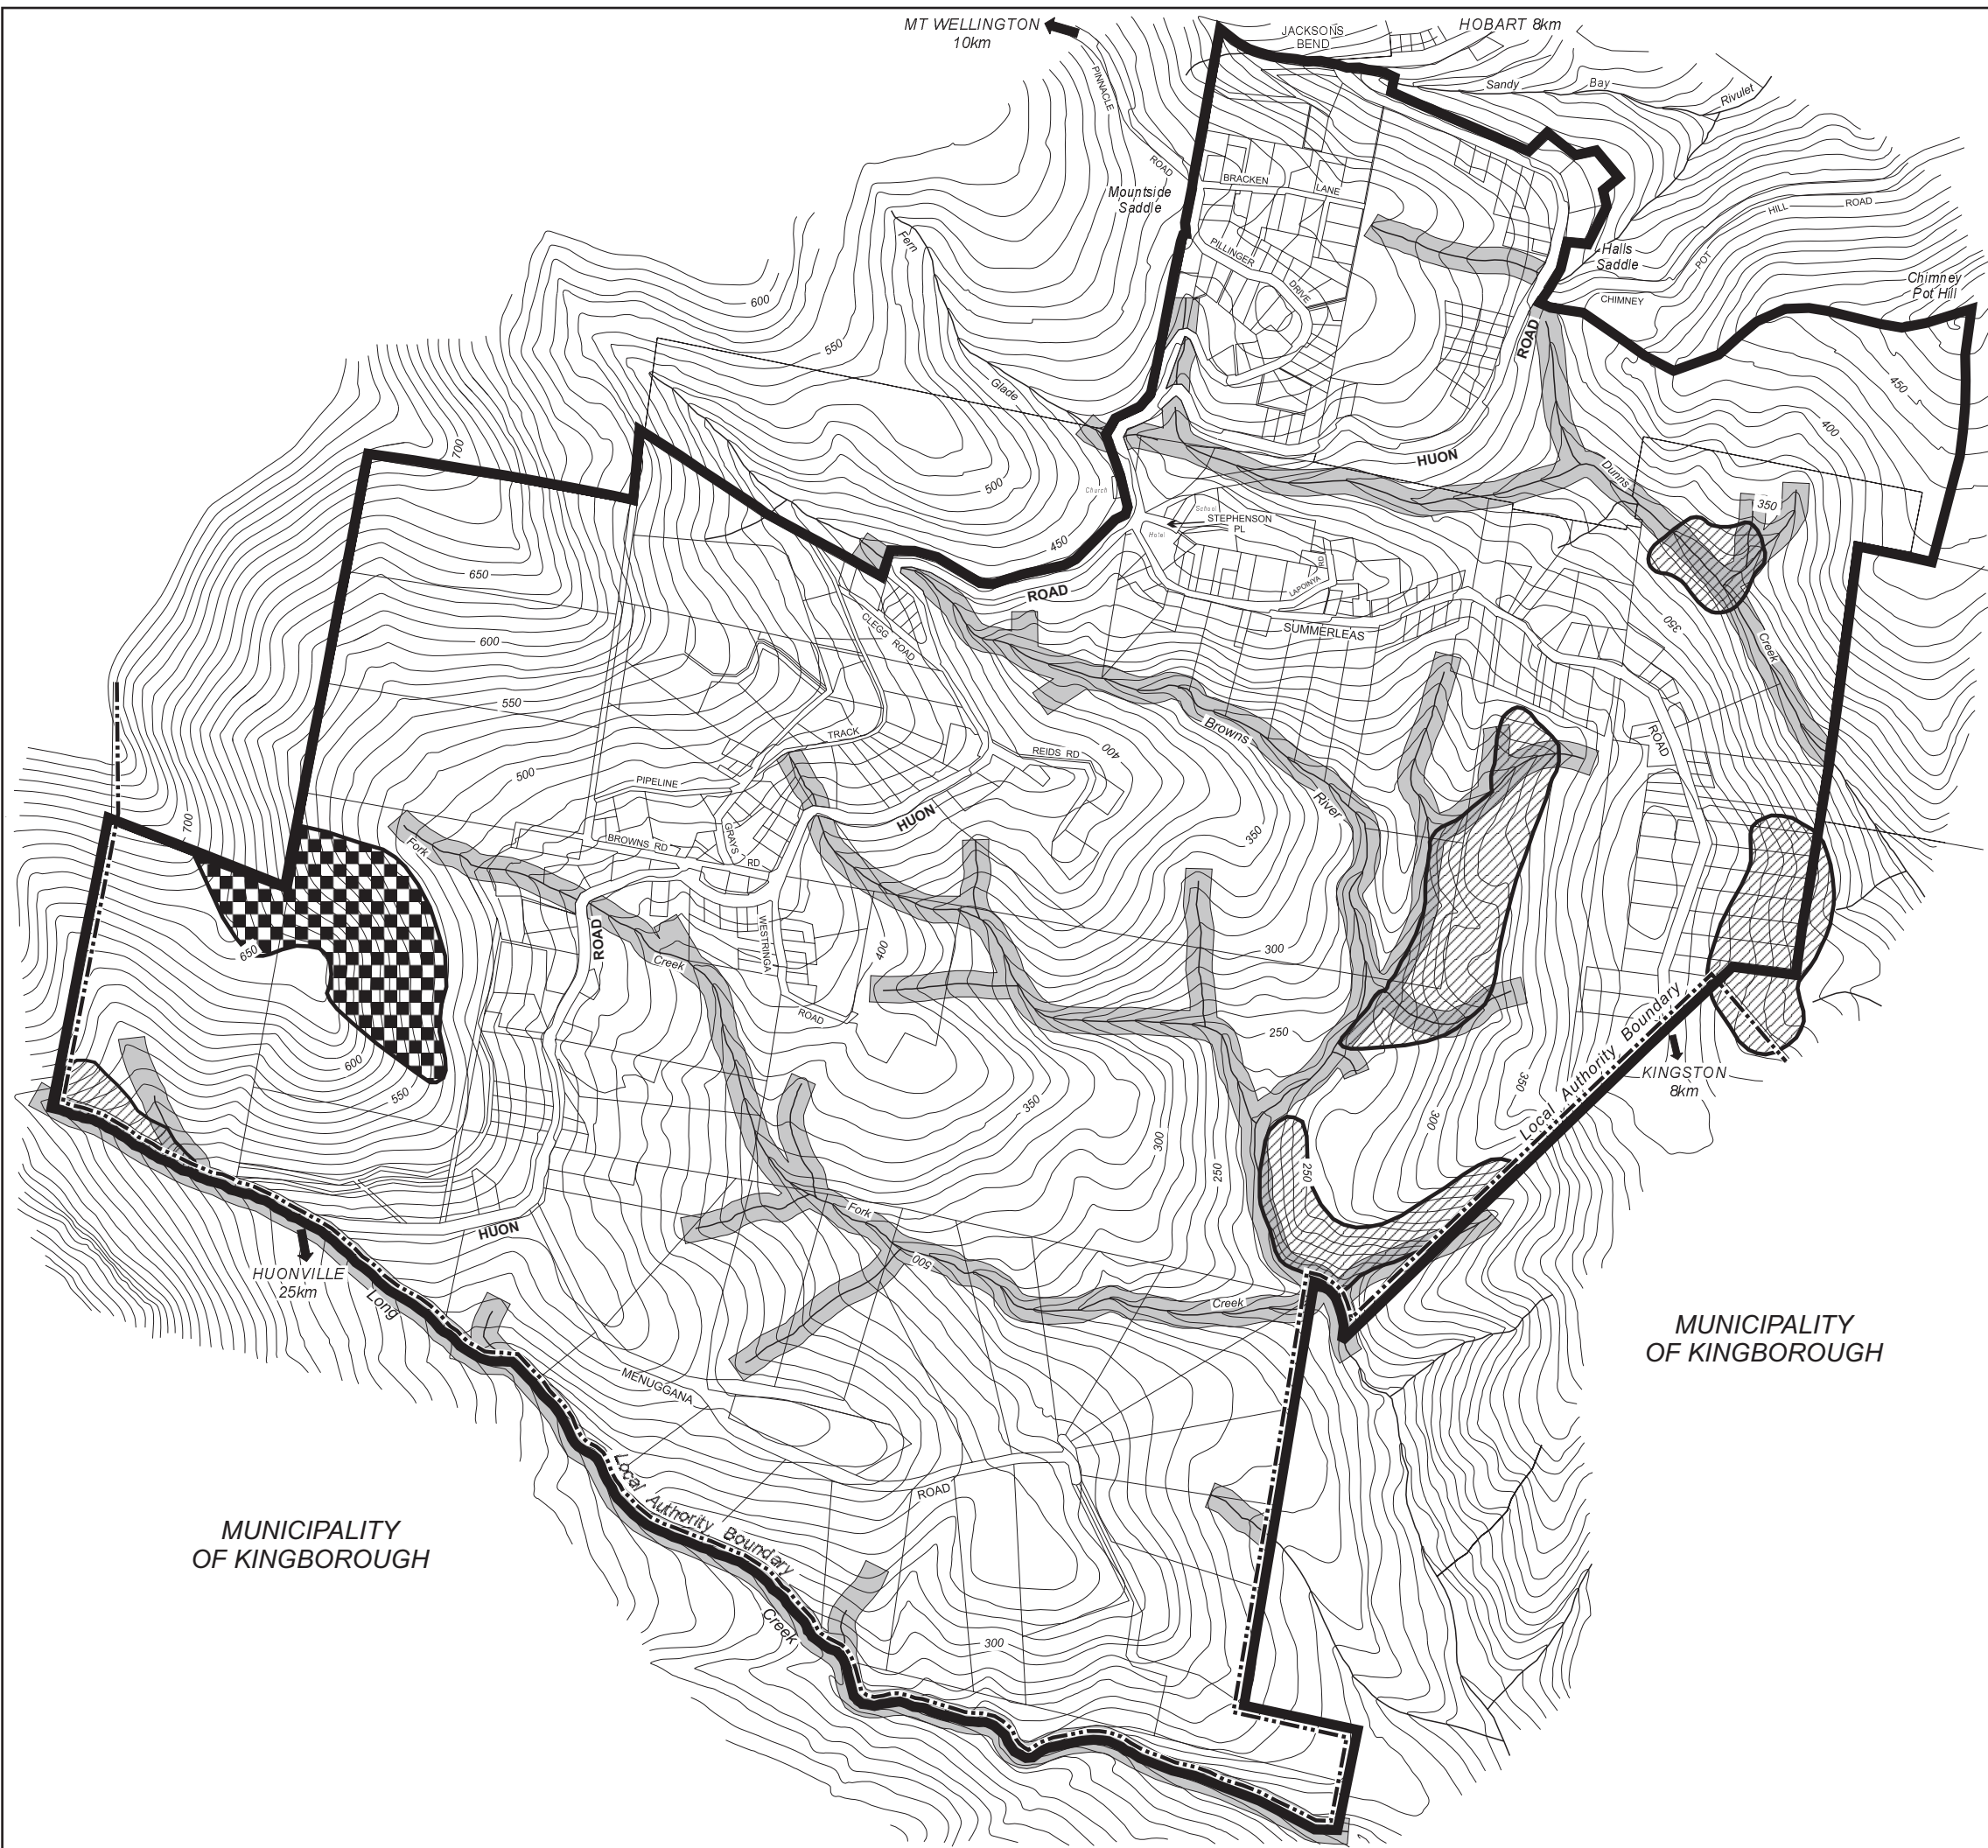 MT WELLINGTON
10km
JACKSONS
BEND
HOBART 8km
PINNACLE
ROAD
Sandy
Bay
Rivulet
Mountside
Saddle
BRACKEN
LANE
HILL
ROAD
POT
CHIMNEY
Halls
Saddle
Chimney
Pot Hill
PILLINGER
DRIVE
Fern
Glade
600
550
700
500
450
ROAD
450
400
HUON
Dunns
350
Church
School
STEPHENSON
PL
Hotel
RD
LAPOINYA
ROAD
SUMMERLEAS
350
Creek
650
600
550
500
CLEGG ROAD
TRACK
PIPELINE
GRAYS
RD
BROWNS RD
HUON
REIDS RD
400
Browns
River
350
ROAD
700
Fork
650
600
550
ROAD
Creek
WESTRINGA
ROAD
400
300
250
350
300
250
250
350
300
Local Authority Boundary
KINGSTON
8km
HUON
HUONVILLE
25km
Long
Fork
500
Creek
MENUGGANA
ROAD
MUNICIPALITY
OF KINGBOROUGH
Local Authority Boundary
MUNICIPALITY
OF KINGBOROUGH
Creek
300